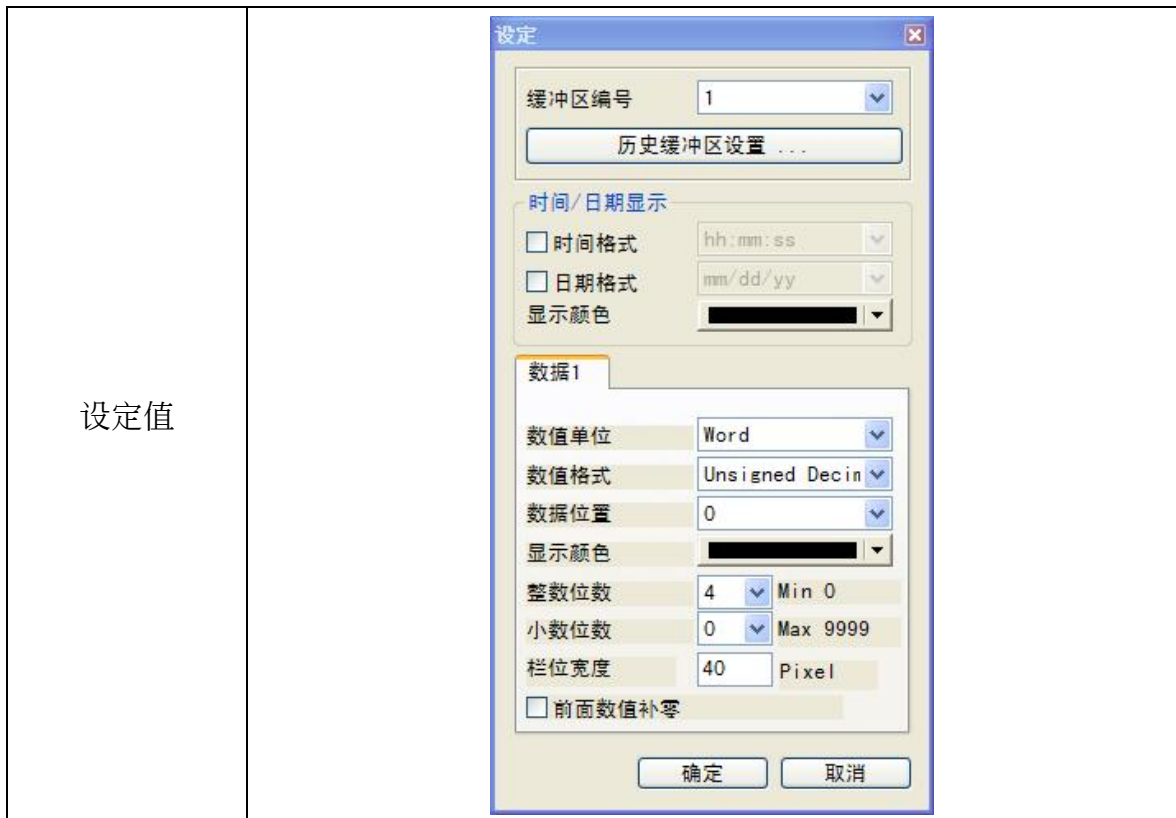 设定值
设定
缓冲区编号 1
历史缓冲区设置 ...
时间/日期显示
时间格式 hh:mm:ss
日期格式 mm/dd/yy
显示颜色
数据1
数值单位 Word
数值格式 Unsigned Decim
数据位置 0
显示颜色
整数位数 4 Min 0
小数位数 0 Max 9999
栏位宽度 40 Pixel
前面数值补零
确定 取消